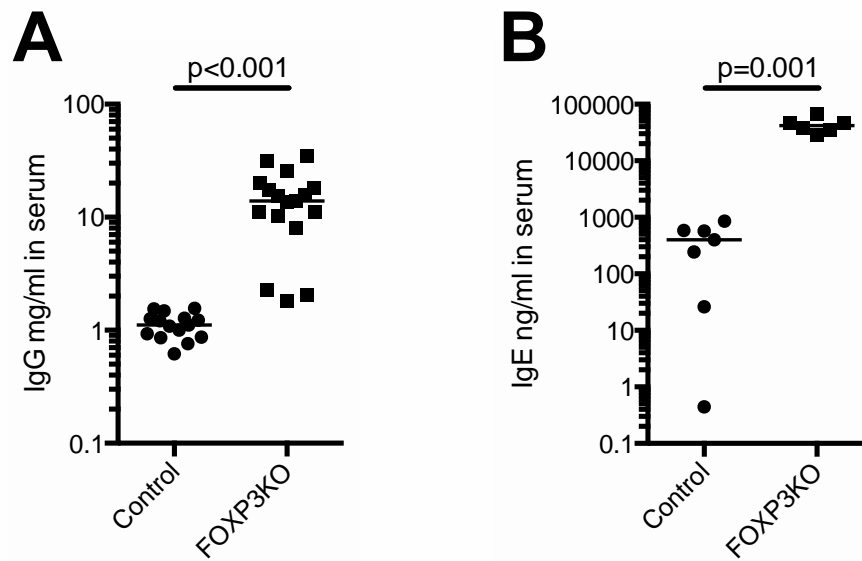 A
B
p<0.001
p=0.001
IgG mg/ml in serum
100
10
1
0.1
Control
FOXP3KO
IgE ng/ml in serum
100000
10000
1000
100
10
1
0.1
Control
FOXP3KO